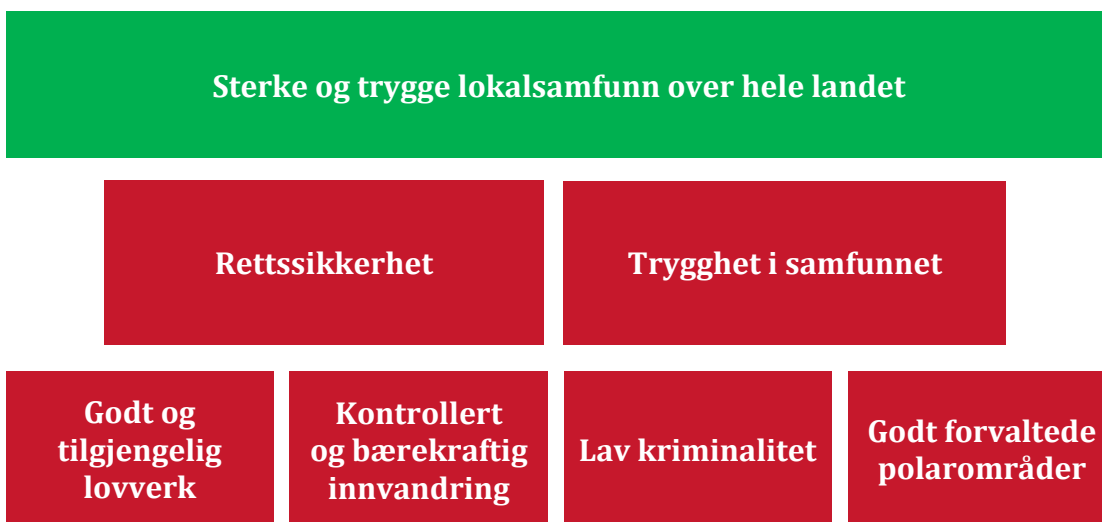 Sterke og trygge lokalsamfunn over hele landet
Rettssikkerhet
Trygghet i samfunnet
Godt og
tilgjengelig
lovverk
Kontrollert
og bærekraftig
innvandring
Lav kriminalitet
Godt forvaltede
polarområder